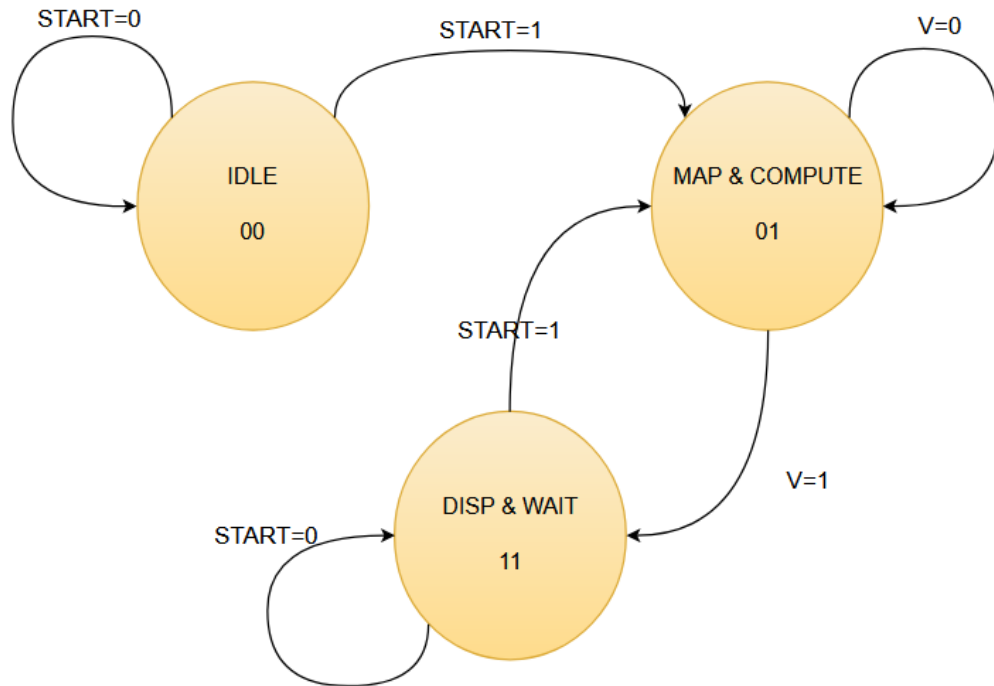 START=0
START=1
V=0
IDLE
00
MAP & COMPUTE
01
START=1
V=1
DISP & WAIT
11
START=0